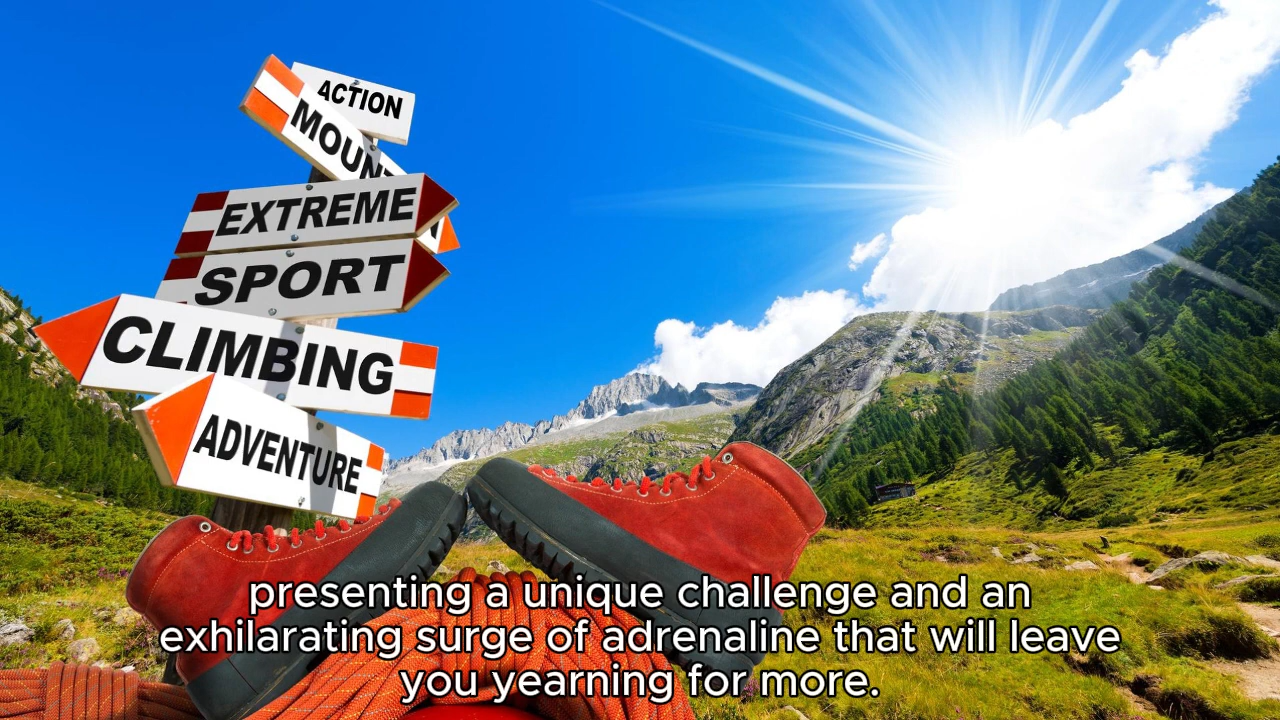 ACTION
EXTREME
SPORT
CLIMBING
ADVENTURE
presenting a unique challenge and an
exhilarating surge of adrenaline that will leave
you yearning for more.